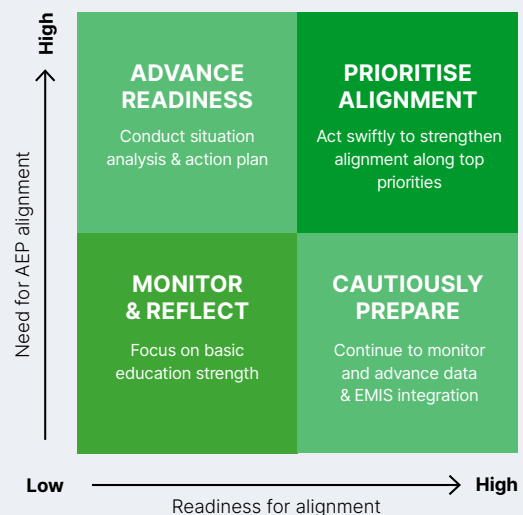 High
Need for AEP alignment
ADVANCE
READINESS
Conduct situation
analysis & action plan
PRIORITISE
ALIGNMENT
Act swiftly to strengthen
alignment along top
priorities
MONITOR
& REFLECT
Focus on basic
education strength
CAUTIOUSLY
PREPARE
Continue to monitor
and advance data
& EMIS integration
Low
High
Readiness for alignment